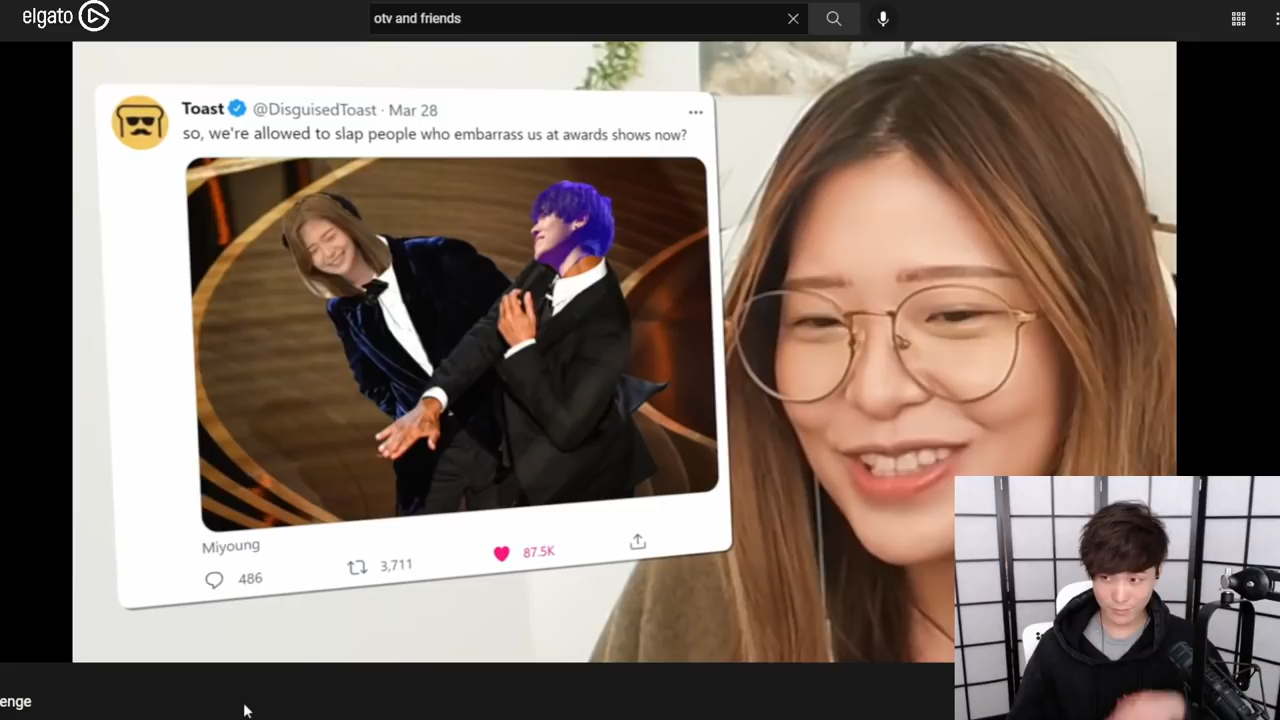 elgato
otv and friends
Toast @DisguisedToast · Mar 28
so, we're allowed to slap people who embarrass us at awards shows now?
Miyoung
486
3,711
87.5K
enge